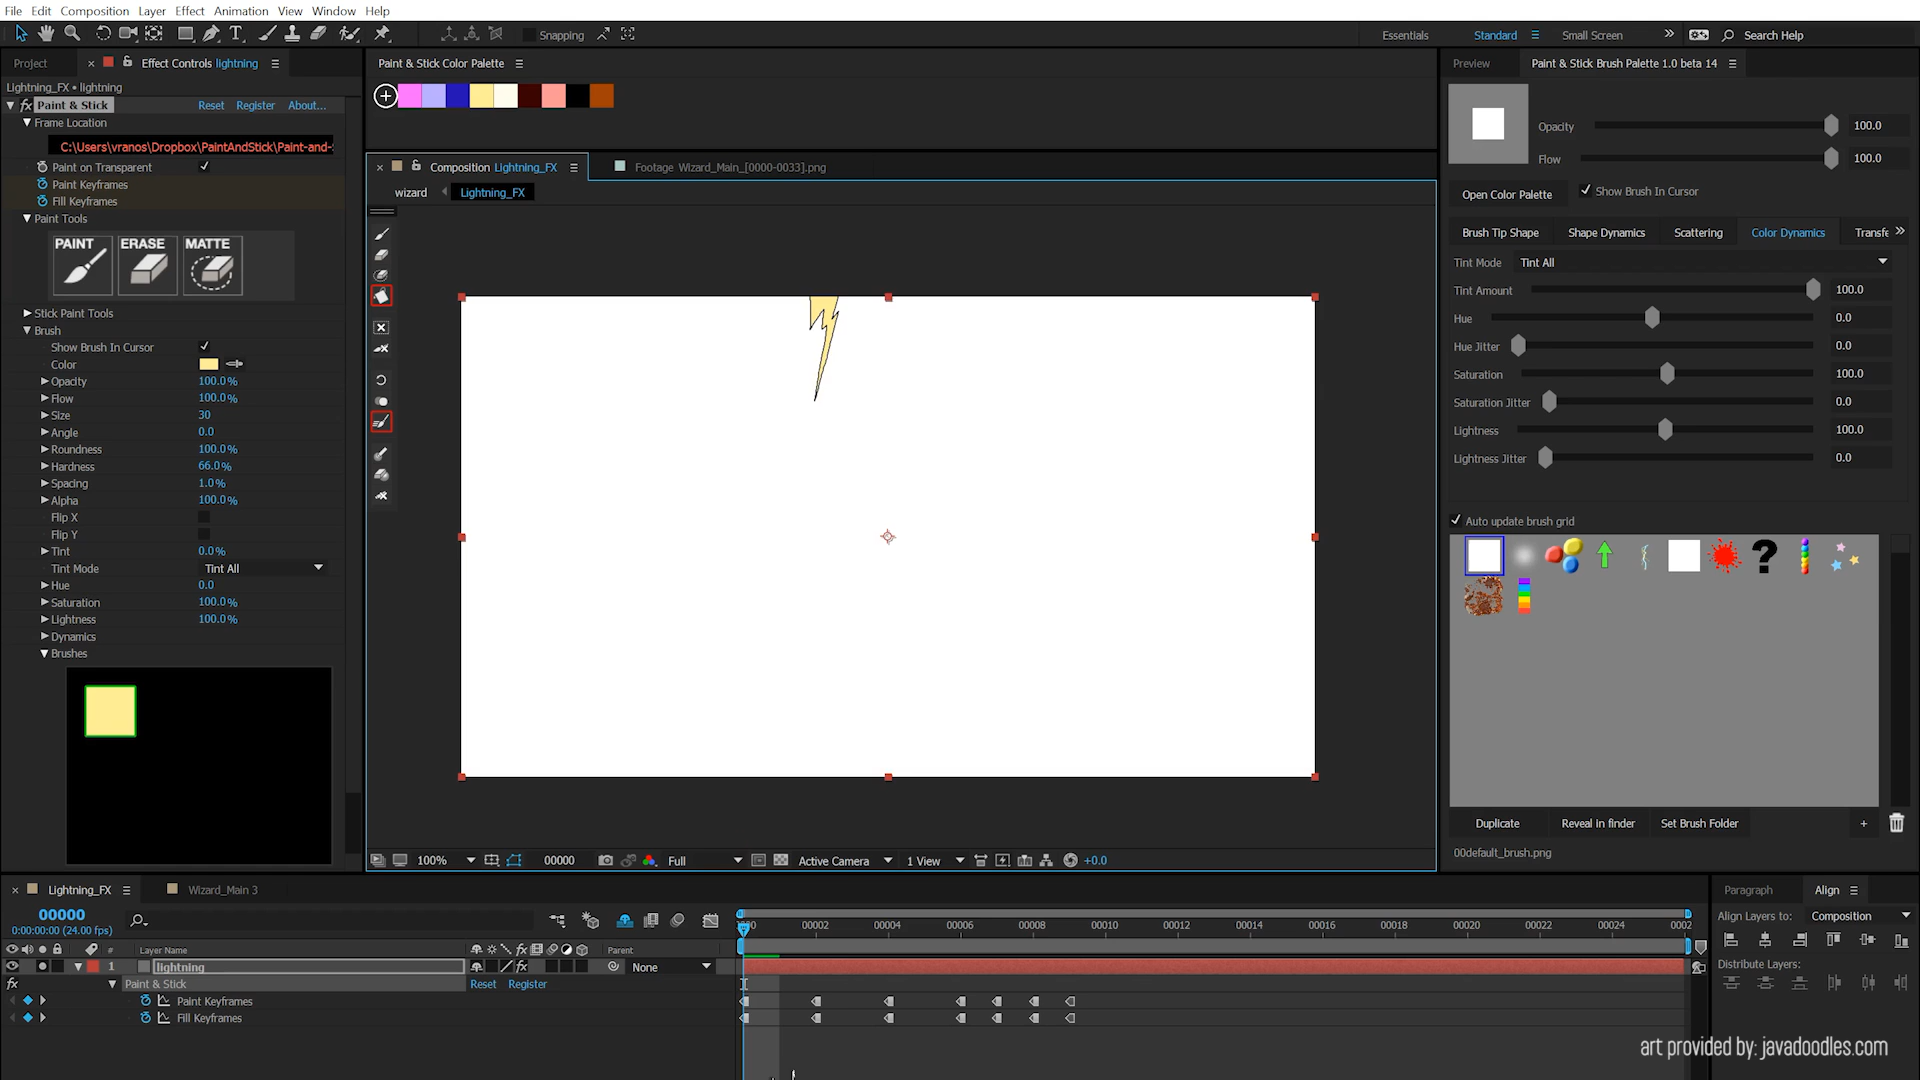 File Edit Composition Layer Effect Animation View Window Help
Snapping
Essentials Standard Small Screen Search Help
Project Effect Controls lightning
Lightning_FX • lightning
Paint & Stick Reset Register About...
Frame Location
C:\Users\vranos\Dropbox\PaintAndStick\Paint-and-
Paint on Transparent
Paint Keyframes
Fill Keyframes
Paint Tools
PAINT ERASE MATTE
Stick Paint Tools
Brush
Show Brush In Cursor
Color
Opacity 100.0%
Flow 100.0%
Size 30
Angle 0.0
Roundness 100.0%
Hardness 66.0%
Spacing 1.0%
Alpha 100.0%
Flip X
Flip Y
Tint 0.0%
Tint Mode Tint All
Hue 0.0
Saturation 100.0%
Lightness 100.0%
Dynamics
Brushes
Paint & Stick Color Palette
Composition Lightning_FX Footage Wizard_Main_[0000-0033].png
wizard Lightning_FX
100% 00000 Full Active Camera 1 View +0.0
Preview Paint & Stick Brush Palette 1.0 beta 14
Opacity 100.0
Flow 100.0
Open Color Palette Show Brush In Cursor
Brush Tip Shape Shape Dynamics Scattering Color Dynamics Transfe
Tint Mode Tint All
Tint Amount 100.0
Hue 0.0
Hue Jitter 0.0
Saturation 100.0
Saturation Jitter 0.0
Lightness 100.0
Lightness Jitter 0.0
Auto update brush grid
?
Duplicate Reveal in finder Set Brush Folder +
00default_brush.png
Lightning_FX Wizard_Main 3
00000
0:00:00:00 (24.00 fps)
00002 00004 00006 00008 00010 00012 00014 00016 00018 00020 00022 00024 0002
# Layer Name Parent
1 lightning None
Paint & Stick Reset Register
Paint Keyframes
Fill Keyframes
Paragraph Align
Align Layers to: Composition
Distribute Layers:
art provided by: javadoodles.com